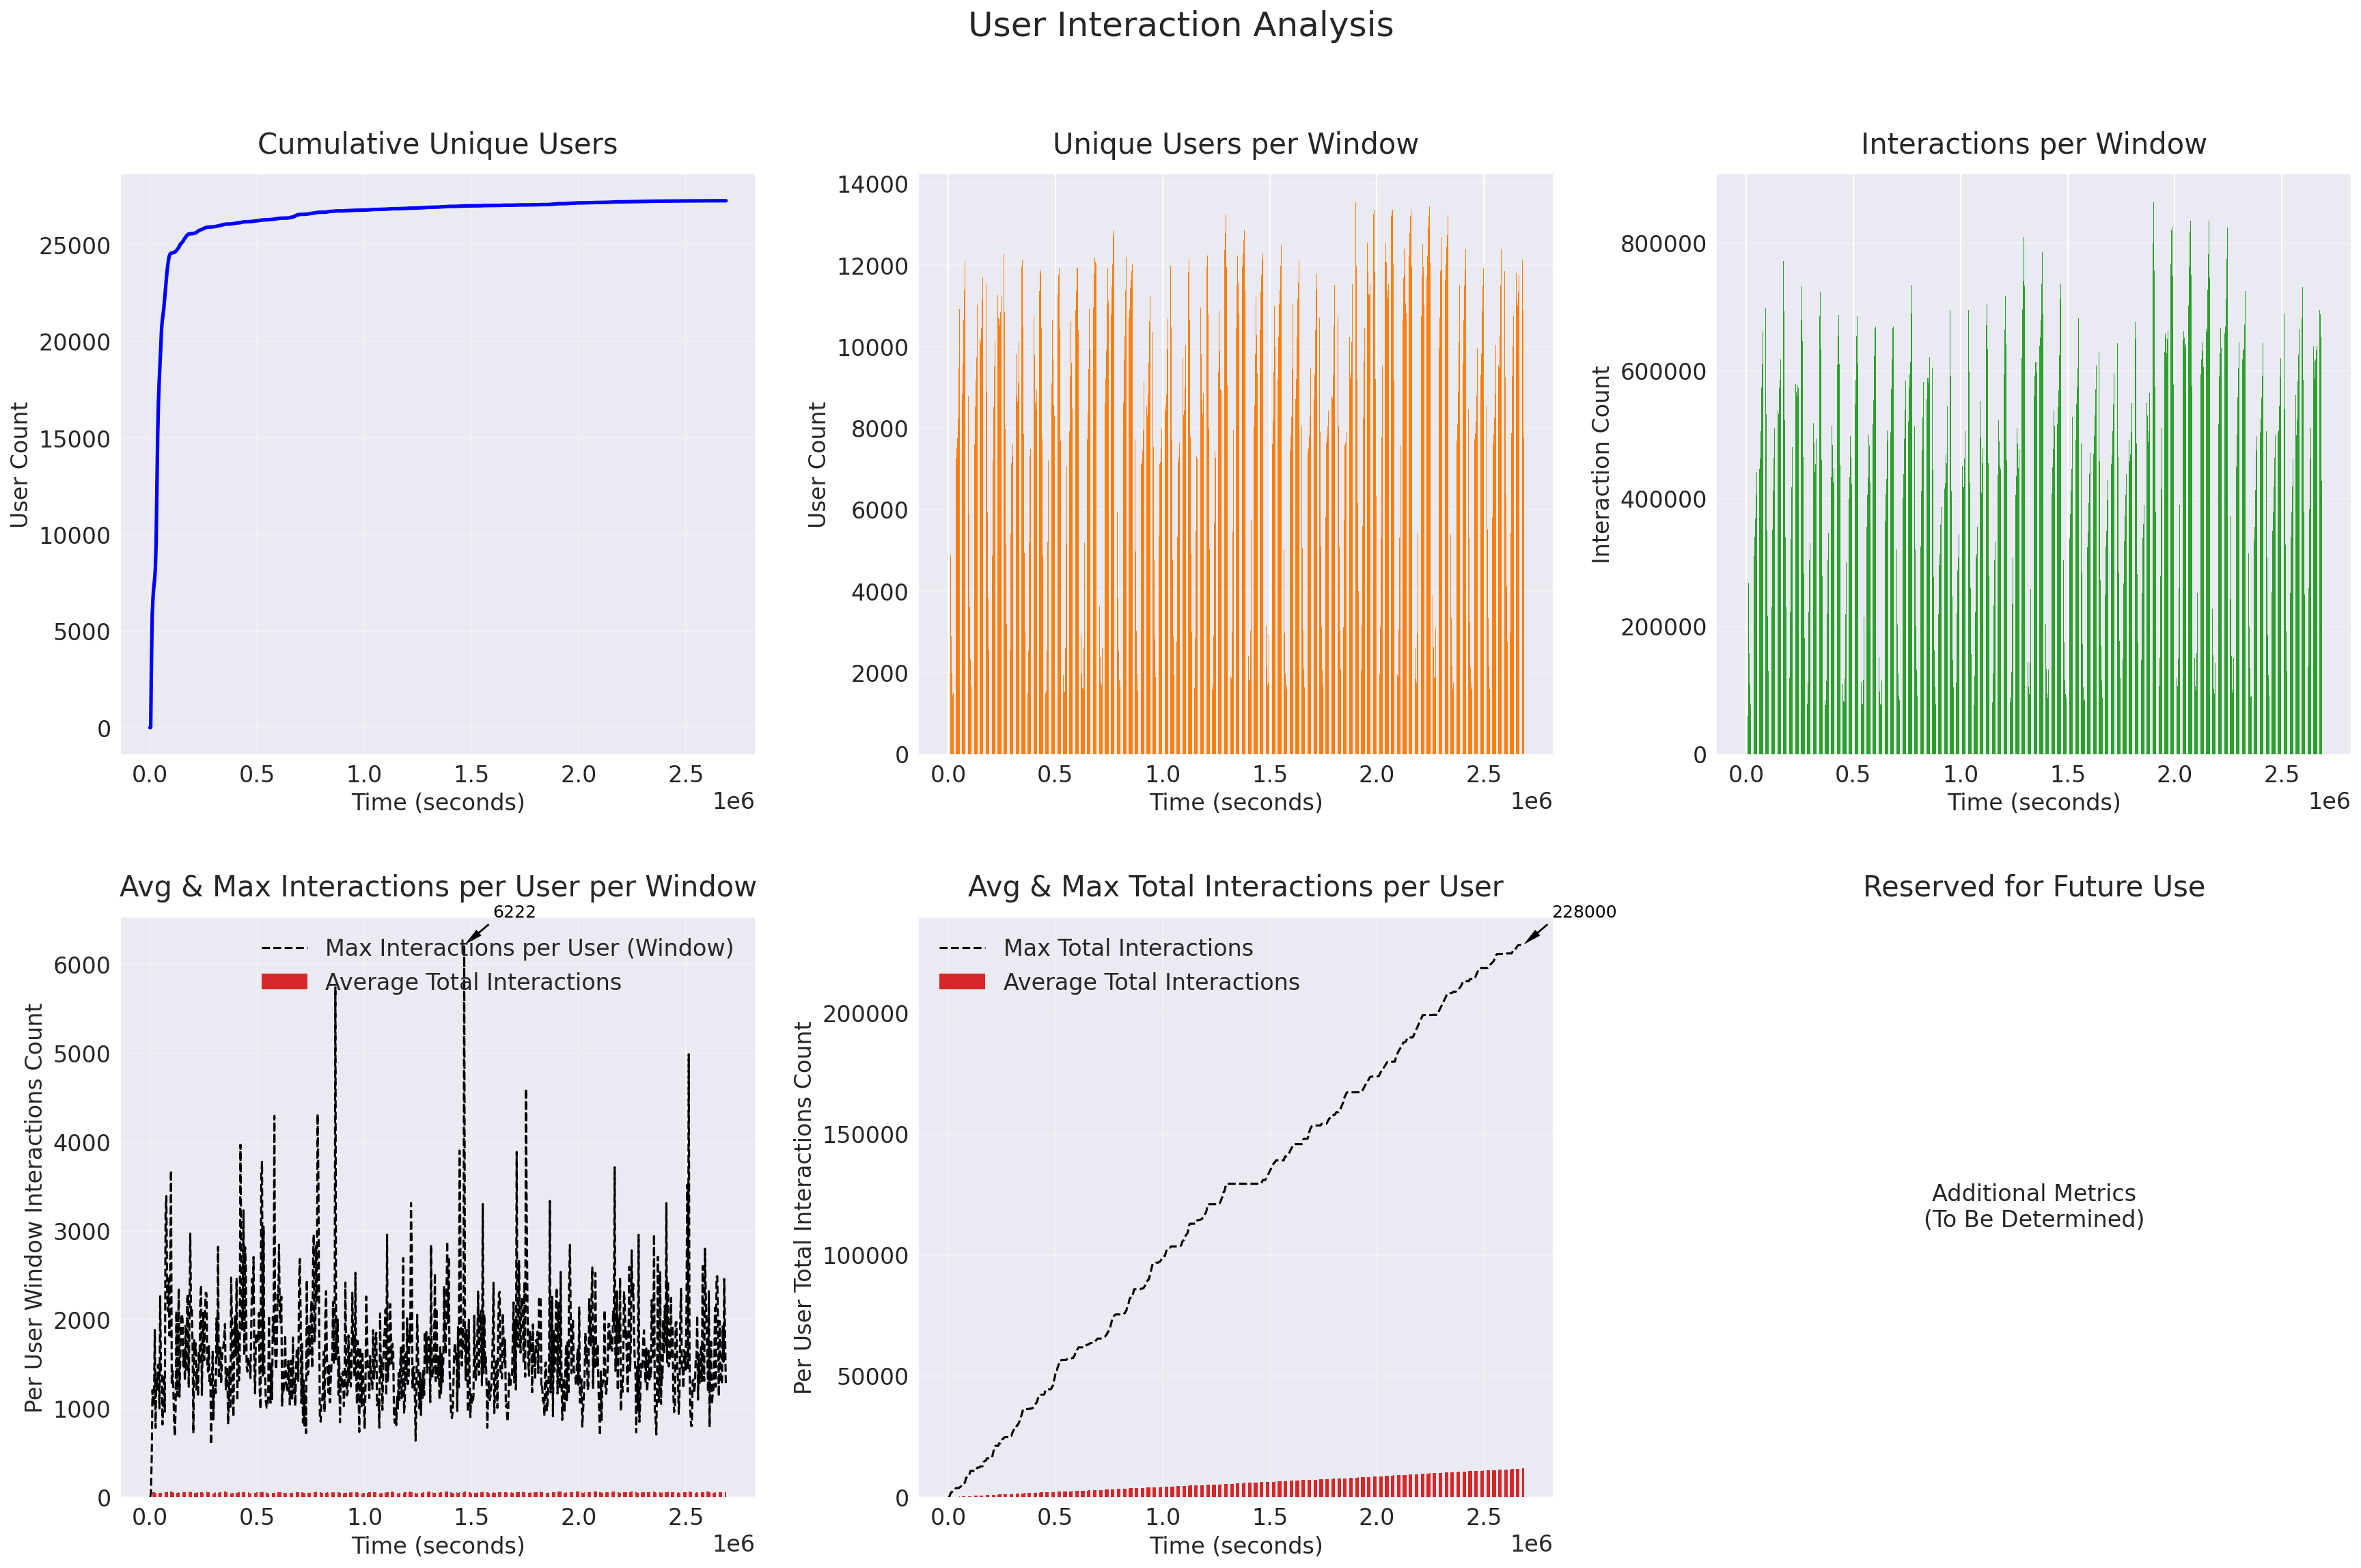 User Interaction Analysis
Cumulative Unique Users
User Count
25000
20000
15000
10000
5000
0
0.0 0.5 1.0 1.5 2.0 2.5
1e6
Time (seconds)
Unique Users per Window
User Count
14000
12000
10000
8000
6000
4000
2000
0
0.0 0.5 1.0 1.5 2.0 2.5
1e6
Time (seconds)
Interactions per Window
Interaction Count
800000
600000
400000
200000
0
0.0 0.5 1.0 1.5 2.0 2.5
1e6
Time (seconds)
Avg & Max Interactions per User per Window
6222
Max Interactions per User (Window)
Average Total Interactions
Per User Window Interactions Count
6000
5000
4000
3000
2000
1000
0
0.0 0.5 1.0 1.5 2.0 2.5
1e6
Time (seconds)
Avg & Max Total Interactions per User
228000
Max Total Interactions
Average Total Interactions
Per User Total Interactions Count
200000
150000
100000
50000
0
0.0 0.5 1.0 1.5 2.0 2.5
1e6
Time (seconds)
Reserved for Future Use
Additional Metrics
(To Be Determined)